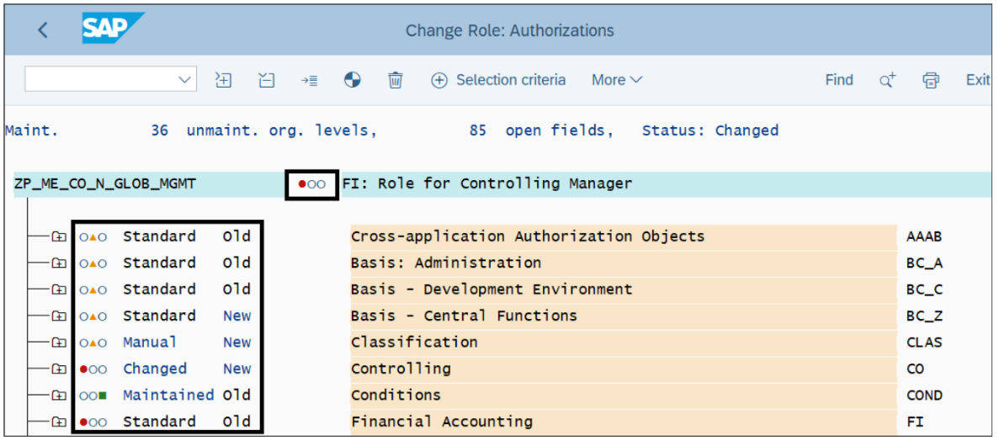 SAP Change Role: Authorizations
Selection criteria More Find Exit
Maint. 36 unmaint. org. levels, 85 open fields, Status: Changed
ZP_ME_CO_N_GLOB_MGMT FI: Role for Controlling Manager
Standard Old Cross-application Authorization Objects AAAB
Standard Old Basis: Administration BC_A
Standard Old Basis - Development Environment BC_C
Standard New Basis - Central Functions BC_Z
Manual New Classification CLAS
Changed New Controlling CO
Maintained Old Conditions COND
Standard Old Financial Accounting FI